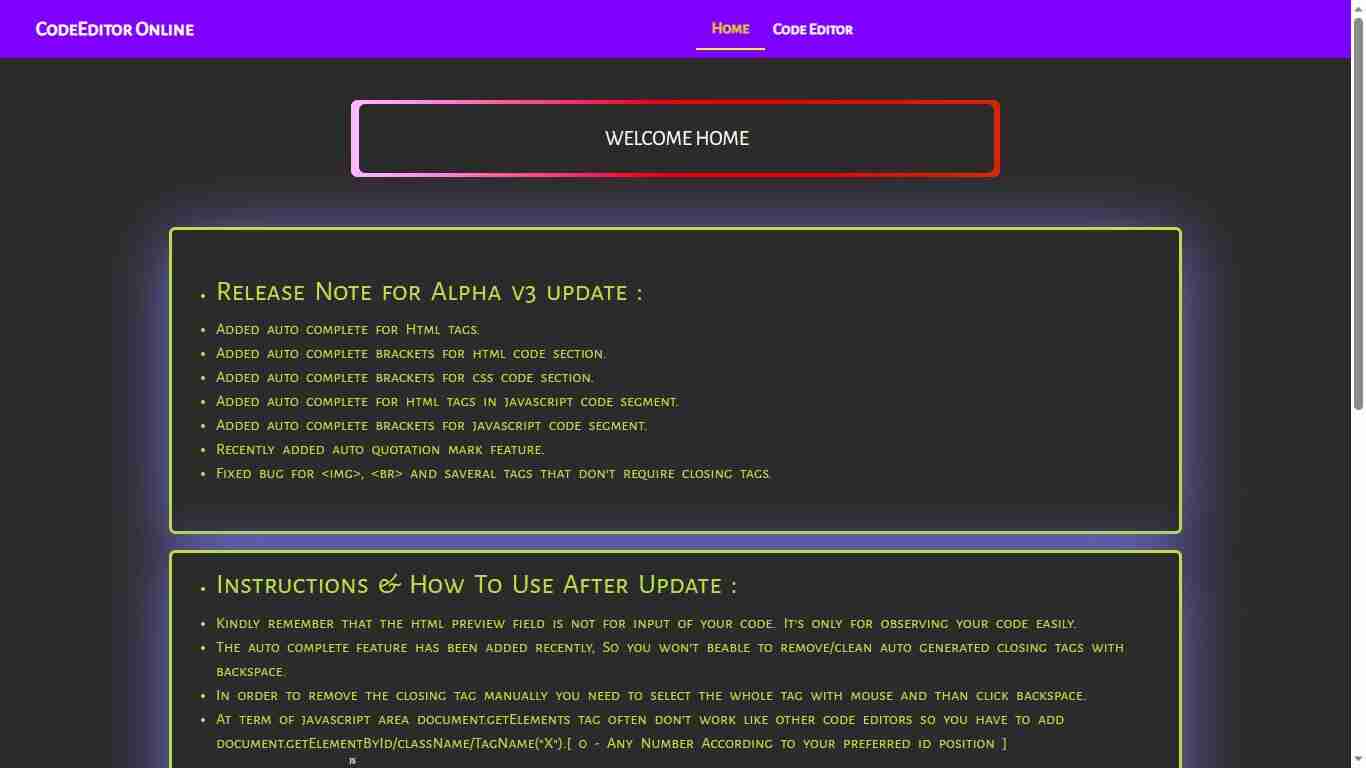 CodeEditor Online
Home
Code Editor
WELCOME HOME
Release Note for Alpha v3 update :
Added auto complete for Html tags.
Added auto complete brackets for html code section.
Added auto complete brackets for css code section.
Added auto complete for html tags in javascript code segment.
Added auto complete brackets for javascript code segment.
Recently added auto quotation mark feature.
Fixed bug for <img>, <br> and saveral tags that don't require closing tags.
Instructions & How To Use After Update :
Kindly remember that the html preview field is not for input of your code. It's only for observing your code easily.
The auto complete feature has been added recently, So you won't beable to remove/clean auto generated closing tags with
backspace.
In order to remove the closing tag manually you need to select the whole tag with mouse and than click backspace.
At term of javascript area document.getElements tag often don't work like other code editors so you have to add
document.getElementById/className/TagName("X").[ 0 - Any Number According to your preferred id position ]
JS